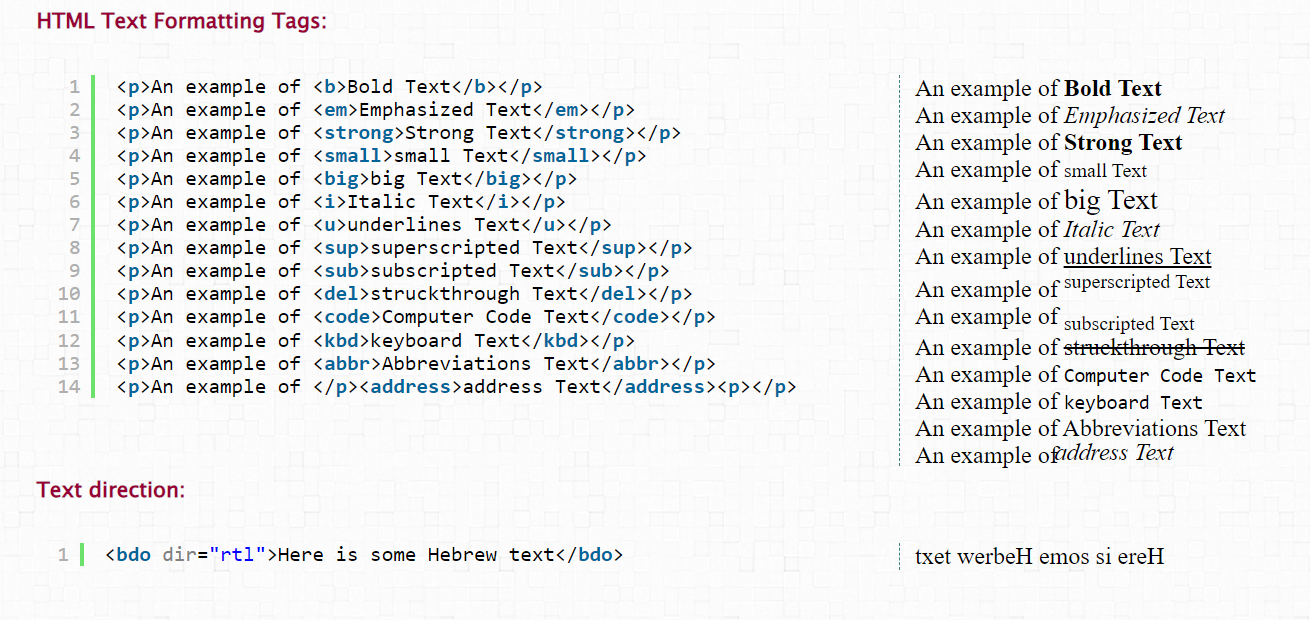 HTML Text Formatting Tags:
1 <p>An example of <b>Bold Text</b></p>
2 <p>An example of <em>Emphasized Text</em></p>
3 <p>An example of <strong>Strong Text</strong></p>
4 <p>An example of <small>small Text</small></p>
5 <p>An example of <big>big Text</big></p>
6 <p>An example of <i>Italic Text</i></p>
7 <p>An example of <u>underlines Text</u></p>
8 <p>An example of <sup>superscripted Text</sup></p>
9 <p>An example of <sub>subscripted Text</sub></p>
10 <p>An example of <del>struckthrough Text</del></p>
11 <p>An example of <code>Computer Code Text</code></p>
12 <p>An example of <kbd>keyboard Text</kbd></p>
13 <p>An example of <abbr>Abbreviations Text</abbr></p>
14 <p>An example of </p><address>address Text</address><p></p>
An example of Bold Text
An example of Emphasized Text
An example of Strong Text
An example of small Text
An example of big Text
An example of Italic Text
An example of underlines Text
An example of superscripted Text
An example of subscripted Text
An example of struckthrough Text
An example of Computer Code Text
An example of keyboard Text
An example of Abbreviations Text
An example of address Text
Text direction:
1 <bdo dir="rtl">Here is some Hebrew text</bdo>
txet werbeH emos si ereH